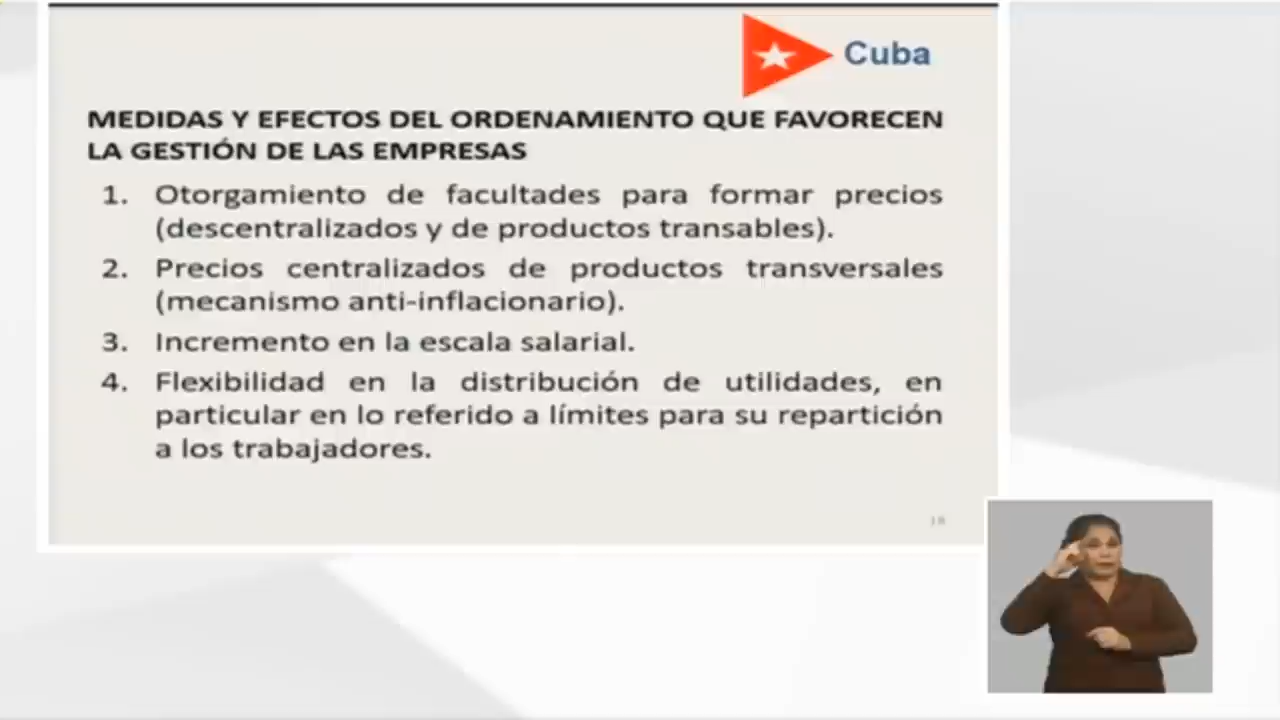 Cuba
MEDIDAS Y EFECTOS DEL ORDENAMIENTO QUE FAVORECEN
LA GESTIÓN DE LAS EMPRESAS
1. Otorgamiento de facultades para formar precios
(descentralizados y de productos transables).
2. Precios centralizados de productos transversales
(mecanismo anti-inflacionario).
3. Incremento en la escala salarial.
4. Flexibilidad en la distribución de utilidades, en
particular en lo referido a límites para su repartición
a los trabajadores.
18